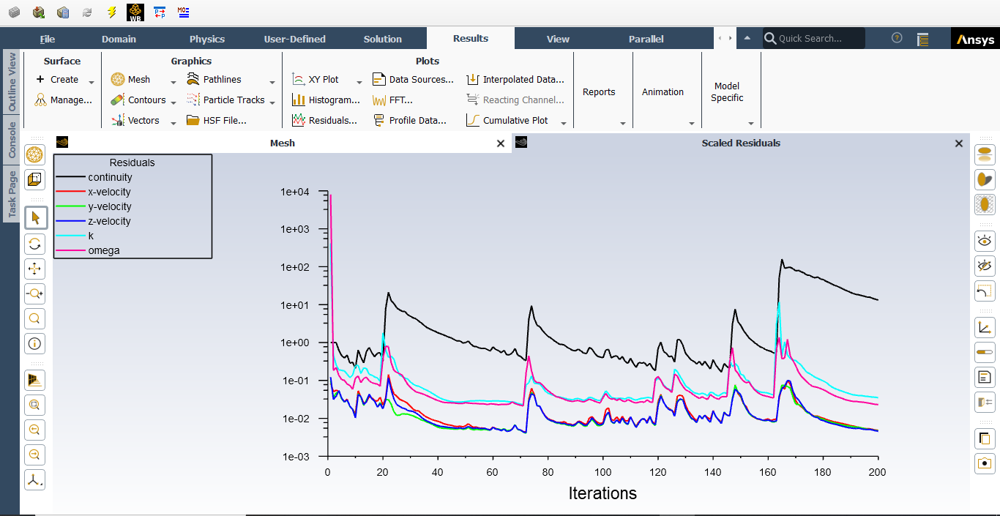 WB
MO
File
Domain
Physics
User-Defined
Solution
Results
View
Parallel
Quick Search...
Ansys
Outline View
Console
Task Page
Surface
Create
Manage...
Graphics
Mesh
Contours
Vectors
Pathlines
Particle Tracks
HSF File...
Plots
XY Plot
Histogram...
Residuals...
Data Sources...
FFT...
Profile Data...
Interpolated Data...
Reacting Channel...
Cumulative Plot
Reports
Animation
Model
Specific
Mesh
Scaled Residuals
Residuals
continuity
x-velocity
y-velocity
z-velocity
k
omega
1e+04
1e+03
1e+02
1e+01
1e+00
1e-01
1e-02
1e-03
0 20 40 60 80 100 120 140 160 180 200
Iterations